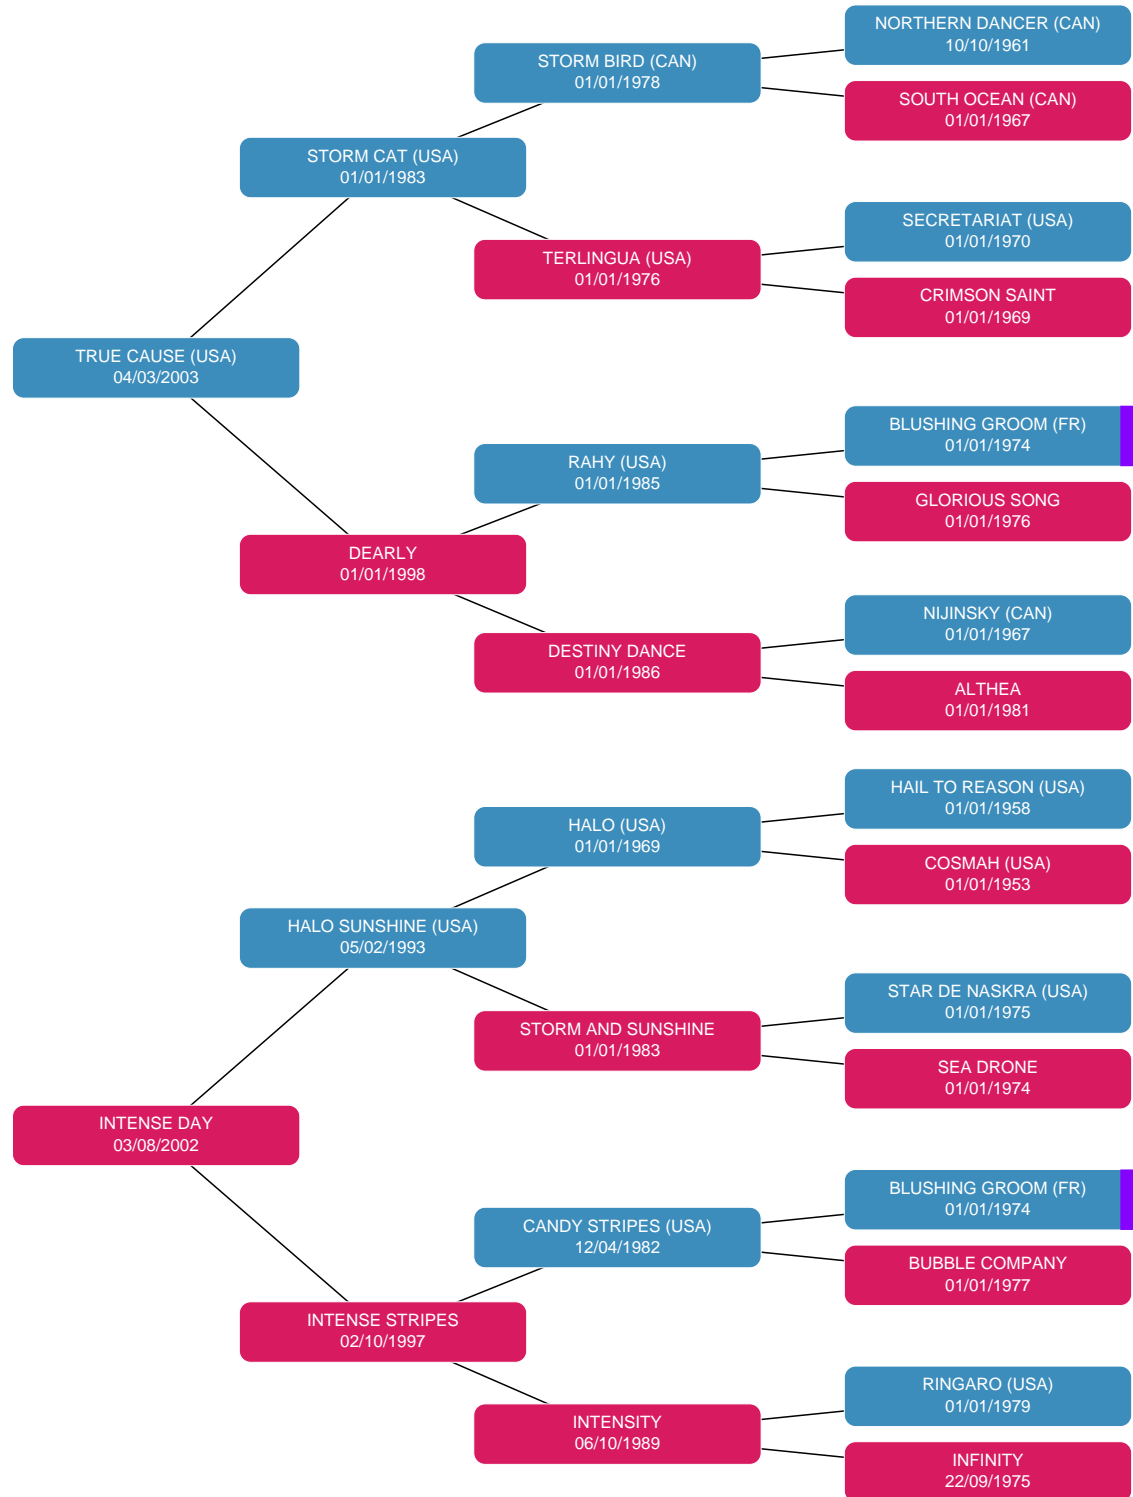 NORTHERN DANCER (CAN)
10/10/1961
STORM BIRD (CAN)
01/01/1978
SOUTH OCEAN (CAN)
01/01/1967
STORM CAT (USA)
01/01/1983
SECRETARIAT (USA)
01/01/1970
TERLINGUA (USA)
01/01/1976
CRIMSON SAINT
01/01/1969
TRUE CAUSE (USA)
04/03/2003
BLUSHING GROOM (FR)
01/01/1974
RAHY (USA)
01/01/1985
GLORIOUS SONG
01/01/1976
DEARLY
01/01/1998
NIJINSKY (CAN)
01/01/1967
DESTINY DANCE
01/01/1986
ALTHEA
01/01/1981
HAIL TO REASON (USA)
01/01/1958
HALO (USA)
01/01/1969
COSMAH (USA)
01/01/1953
HALO SUNSHINE (USA)
05/02/1993
STAR DE NASKRA (USA)
01/01/1975
STORM AND SUNSHINE
01/01/1983
SEA DRONE
01/01/1974
INTENSE DAY
03/08/2002
BLUSHING GROOM (FR)
01/01/1974
CANDY STRIPES (USA)
12/04/1982
BUBBLE COMPANY
01/01/1977
INTENSE STRIPES
02/10/1997
RINGARO (USA)
01/01/1979
INTENSITY
06/10/1989
INFINITY
22/09/1975